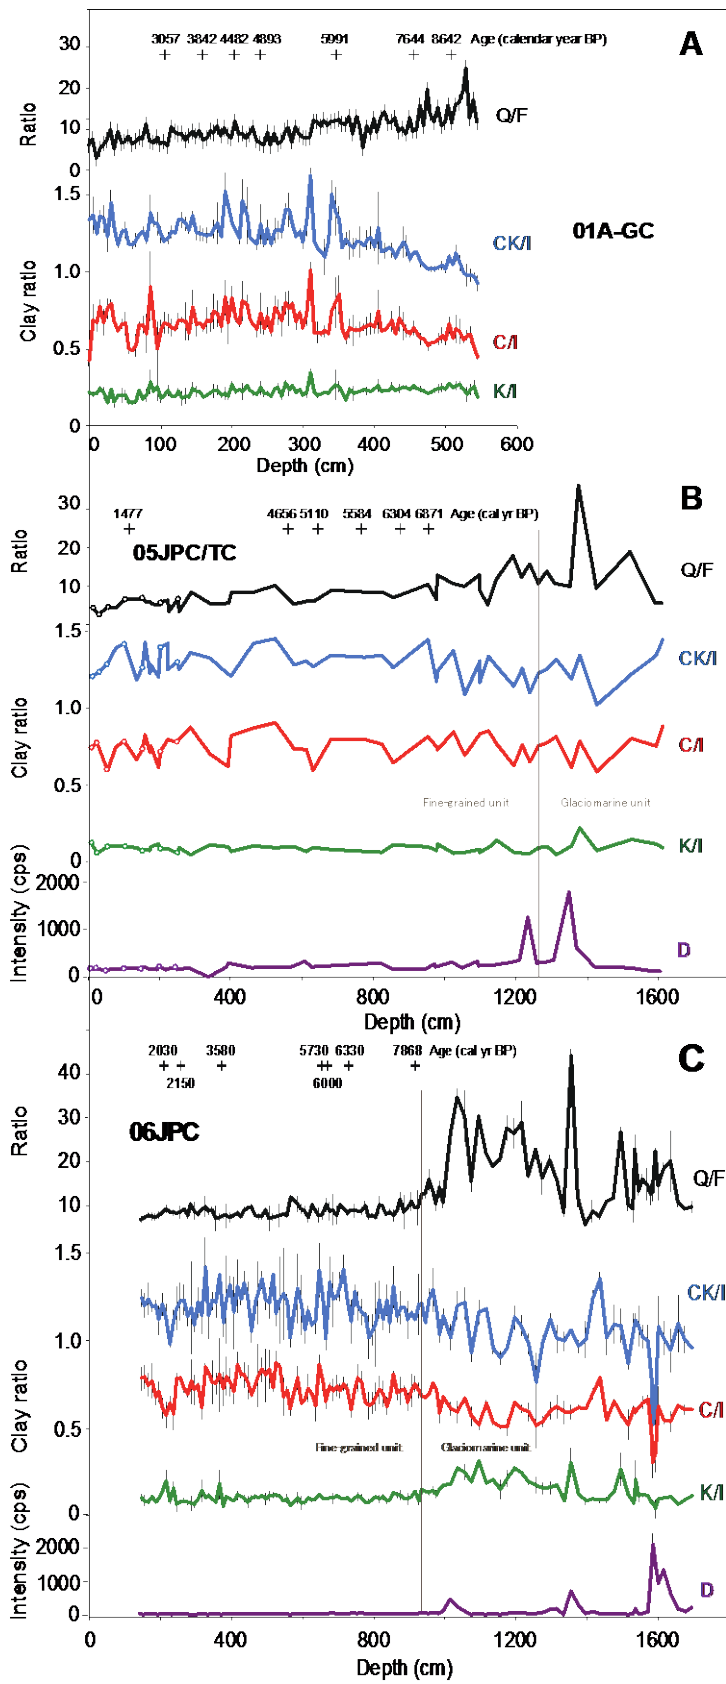 3057 3842 4482 4893 5991 7644 8642 Age (calendar year BP)
A
30
20
10
0
Ratio
Q/F
1.5
1.0
0.5
0
Clay ratio
CK/I
01A-GC
C/I
K/I
0 100 200 300 400 500 600
Depth (cm)
B
1477 4656 5110 5584 6304 6871 Age (cal yr BP)
05JPC/TC
30
20
10
Ratio
Q/F
1.5
1.0
0.5
0
Clay ratio
CK/I
C/I
Fine-grained unit Glaciomarine unit
K/I
2000
1000
0
Intensity (cps)
D
0 400 800 1200 1600
Depth (cm)
C
2030 3580 5730 6330 7868 Age (cal yr BP)
2150 6000
06JPC
40
30
20
10
Ratio
Q/F
1.5
1.0
0.5
0
Clay ratio
CK/I
C/I
Fine-grained unit Glaciomarine unit
K/I
2000
1000
0
Intensity (cps)
D
0 400 800 1200 1600
Depth (cm)